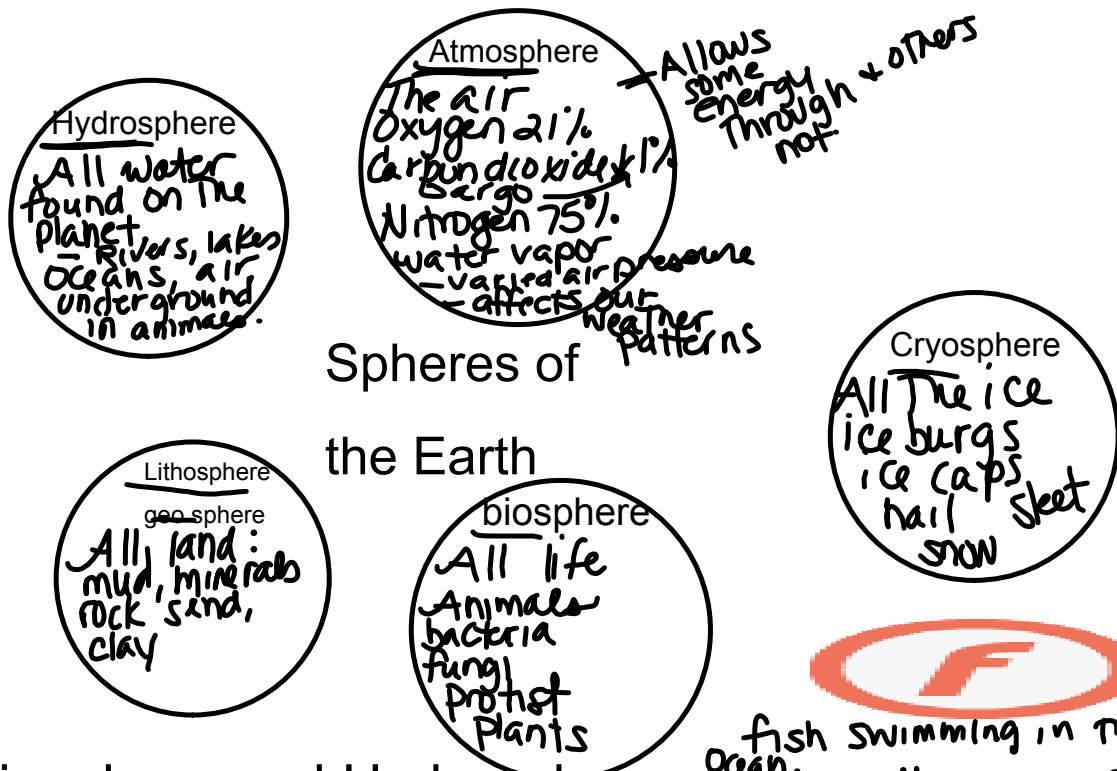 Hydrosphere
All water
found on the
planet
- Rivers, lakes
oceans, air,
underground
in animals.
Atmosphere
The air
Oxygen 21%
Carbon dioxide 1%
Nitrogen 75%
water vapor
- varied air pressure
- affects our
weather
patterns
- Allows
some
energy
Through & others
not.
Spheres of
the Earth
Cryosphere
All The ice
ice burgs
ice caps
hail sleet
snow
Lithosphere
geo sphere
All land:
mud, minerals
rock sand,
clay
biosphere
All life
Animals
bacteria
fungi
protist
Plants
F
fish swimming in
ocean